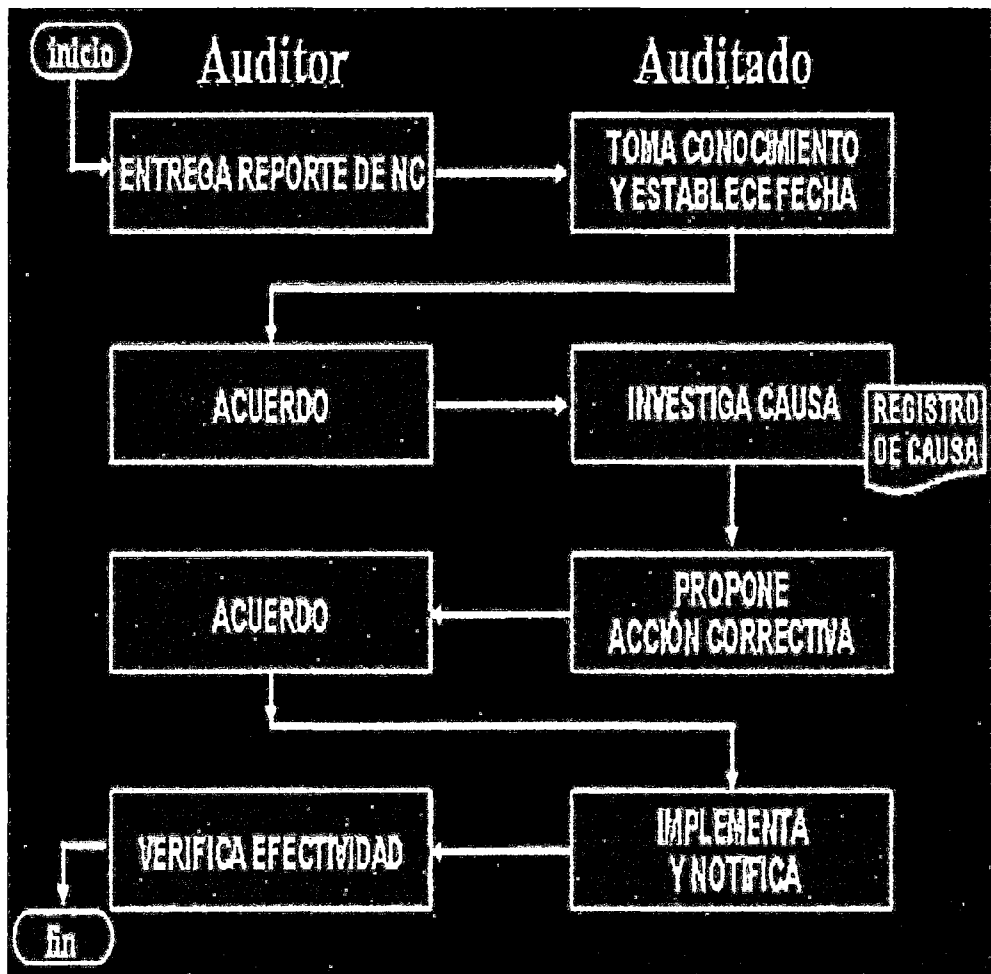 inicio
Auditor
Auditado
ENTREGA REPORTE DE NC
TOMA CONOCIMIENTO
Y ESTABLECE FECHA
ACUERDO
INVESTIGA CAUSA
REGISTRO
DE CAUSA
ACUERDO
PROPONE
ACCIÓN CORRECTIVA
VERIFICA EFECTIVIDAD
IMPLEMENTA
Y NOTIFICA
fin